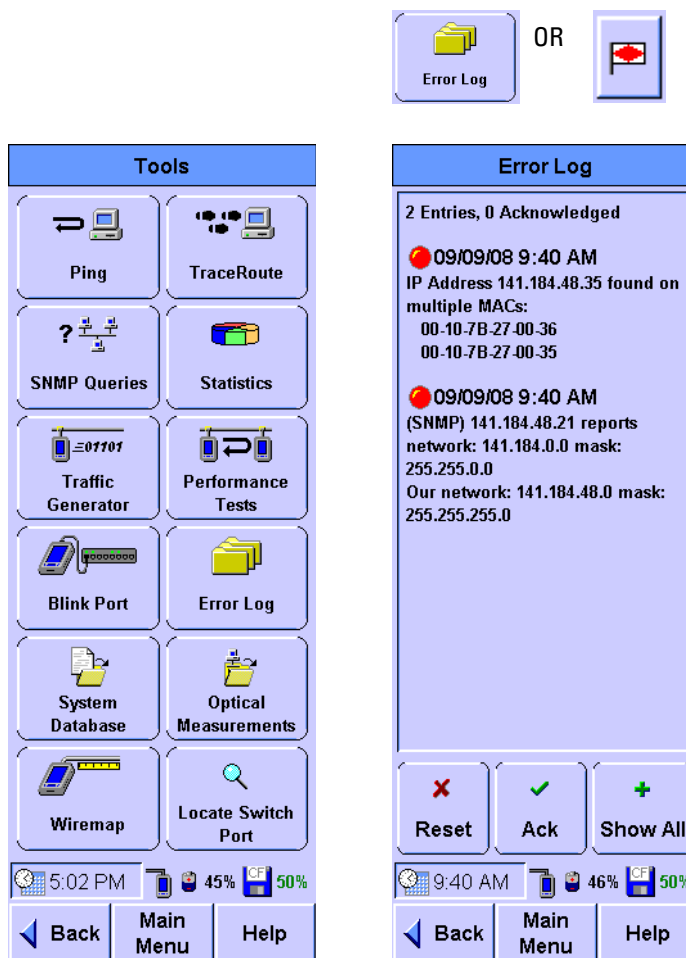 Error Log
OR
Tools
Ping
TraceRoute
?
SNMP Queries
Statistics
01101
Traffic
Generator
Performance
Tests
Blink Port
Error Log
System
Database
Optical
Measurements
Wiremap
Locate Switch
Port
5:02 PM
45%
CF
50%
Back
Main
Menu
Help
Error Log
2 Entries, 0 Acknowledged
09/09/08 9:40 AM
IP Address 141.184.48.35 found on
multiple MACs:
00-10-7B-27-00-36
00-10-7B-27-00-35
09/09/08 9:40 AM
(SNMP) 141.184.48.21 reports
network: 141.184.0.0 mask:
255.255.0.0
Our network: 141.184.48.0 mask:
255.255.255.0
Reset
Ack
Show All
9:40 AM
46%
CF
50%
Back
Main
Menu
Help